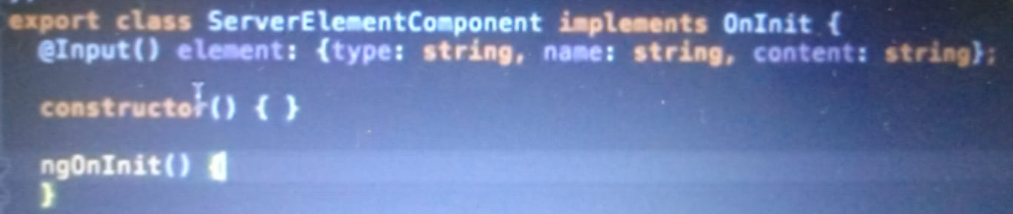 export class ServerElementComponent implements OnInit {
@Input() element: {type: string, name: string, content: string};
constructor() { }
ngOnInit() {
}